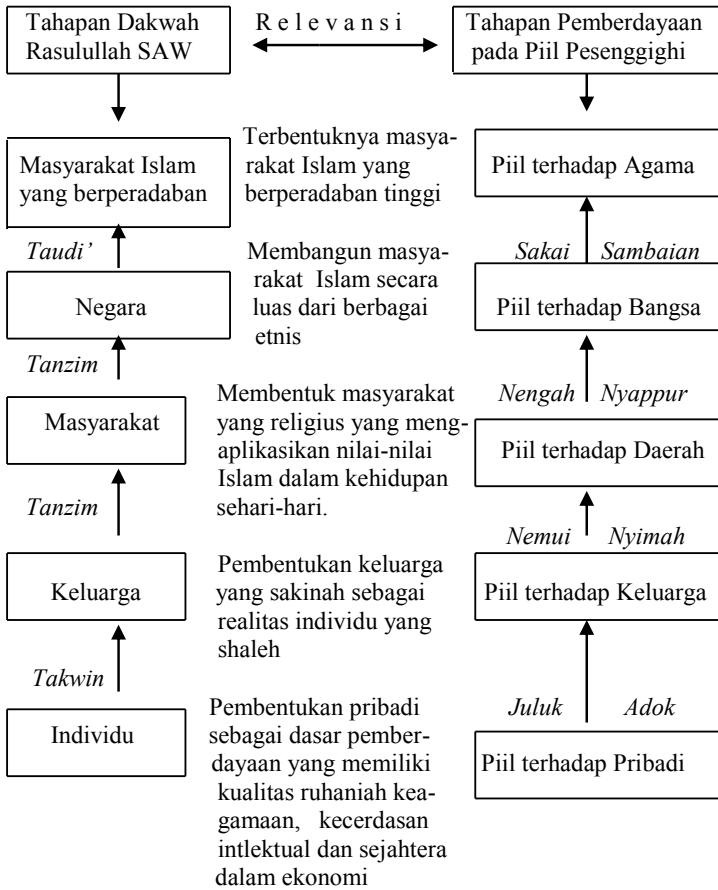 Tahapan Dakwah
Rasulullah SAW
R e l e v a n s i
Tahapan Pemberdayaan
pada Piil Pesenggighi
Masyarakat Islam
yang berperadaban
Terbentuknya masya-
rakat Islam yang
berperadaban tinggi
Piil terhadap Agama
Taudi’
Sakai Sambaian
Negara
Membangun masya-
rakat Islam secara
luas dari berbagai
etnis
Piil terhadap Bangsa
Tanzim
Nengah Nyappur
Masyarakat
Membentuk masyarakat
yang religius yang meng-
aplikasikan nilai-nilai
Islam dalam kehidupan
sehari-hari.
Piil terhadap Daerah
Tanzim
Nemui Nyimah
Keluarga
Pembentukan keluarga
yang sakinah sebagai
realitas individu yang
shaleh
Piil terhadap Keluarga
Takwin
Juluk Adok
Individu
Pembentukan pribadi
sebagai dasar pember-
dayaan yang memiliki
kualitas ruhaniah kea-
gamaan, kecerdasan
intlektual dan sejahtera
dalam ekonomi
Piil terhadap Pribadi